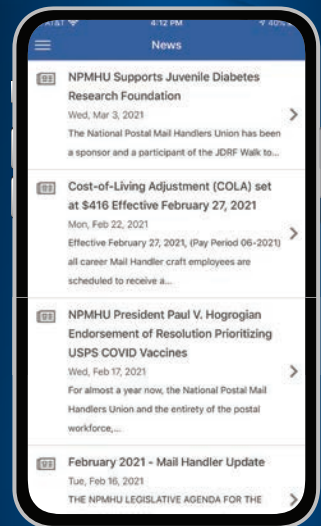 AT&T 4:12 PM 40%
News
NPMHU Supports Juvenile Diabetes
Research Foundation
Wed, Mar 3, 2021
The National Postal Mail Handlers Union has been
a sponsor and a participant of the JDRF Walk to...
Cost-of-Living Adjustment (COLA) set
at $416 Effective February 27, 2021
Mon, Feb 22, 2021
Effective February 27, 2021, (Pay Period 06-2021)
all career Mail Handler craft employees are
scheduled to receive a...
NPMHU President Paul V. Hogrogian
Endorsement of Resolution Prioritizing
USPS COVID Vaccines
Wed, Feb 17, 2021
For almost a year now, the National Postal Mail
Handlers Union and the entirety of the postal
workforce,...
February 2021 - Mail Handler Update
Tue, Feb 16, 2021
THE NPMHU LEGISLATIVE AGENDA FOR THE